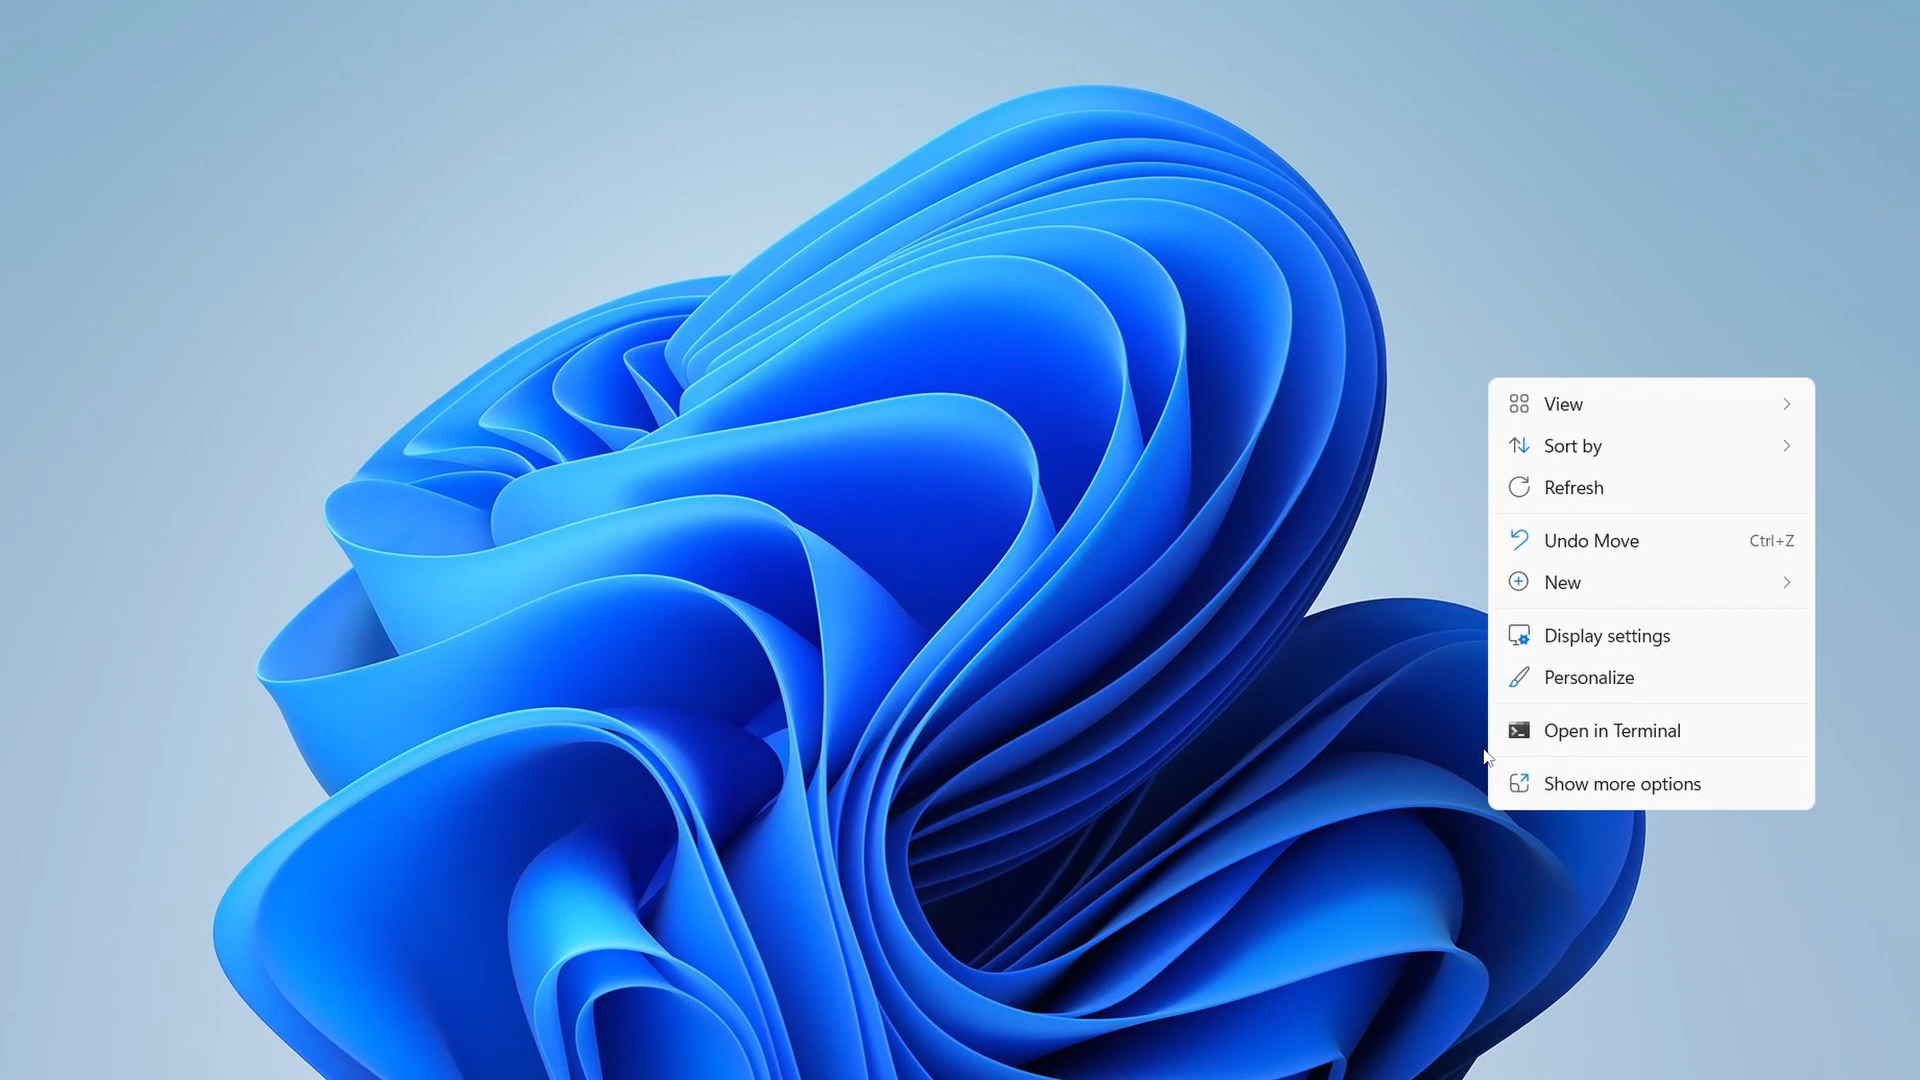 View
Sort by
Refresh
Undo Move Ctrl+Z
New
Display settings
Personalize
Open in Terminal
Show more options